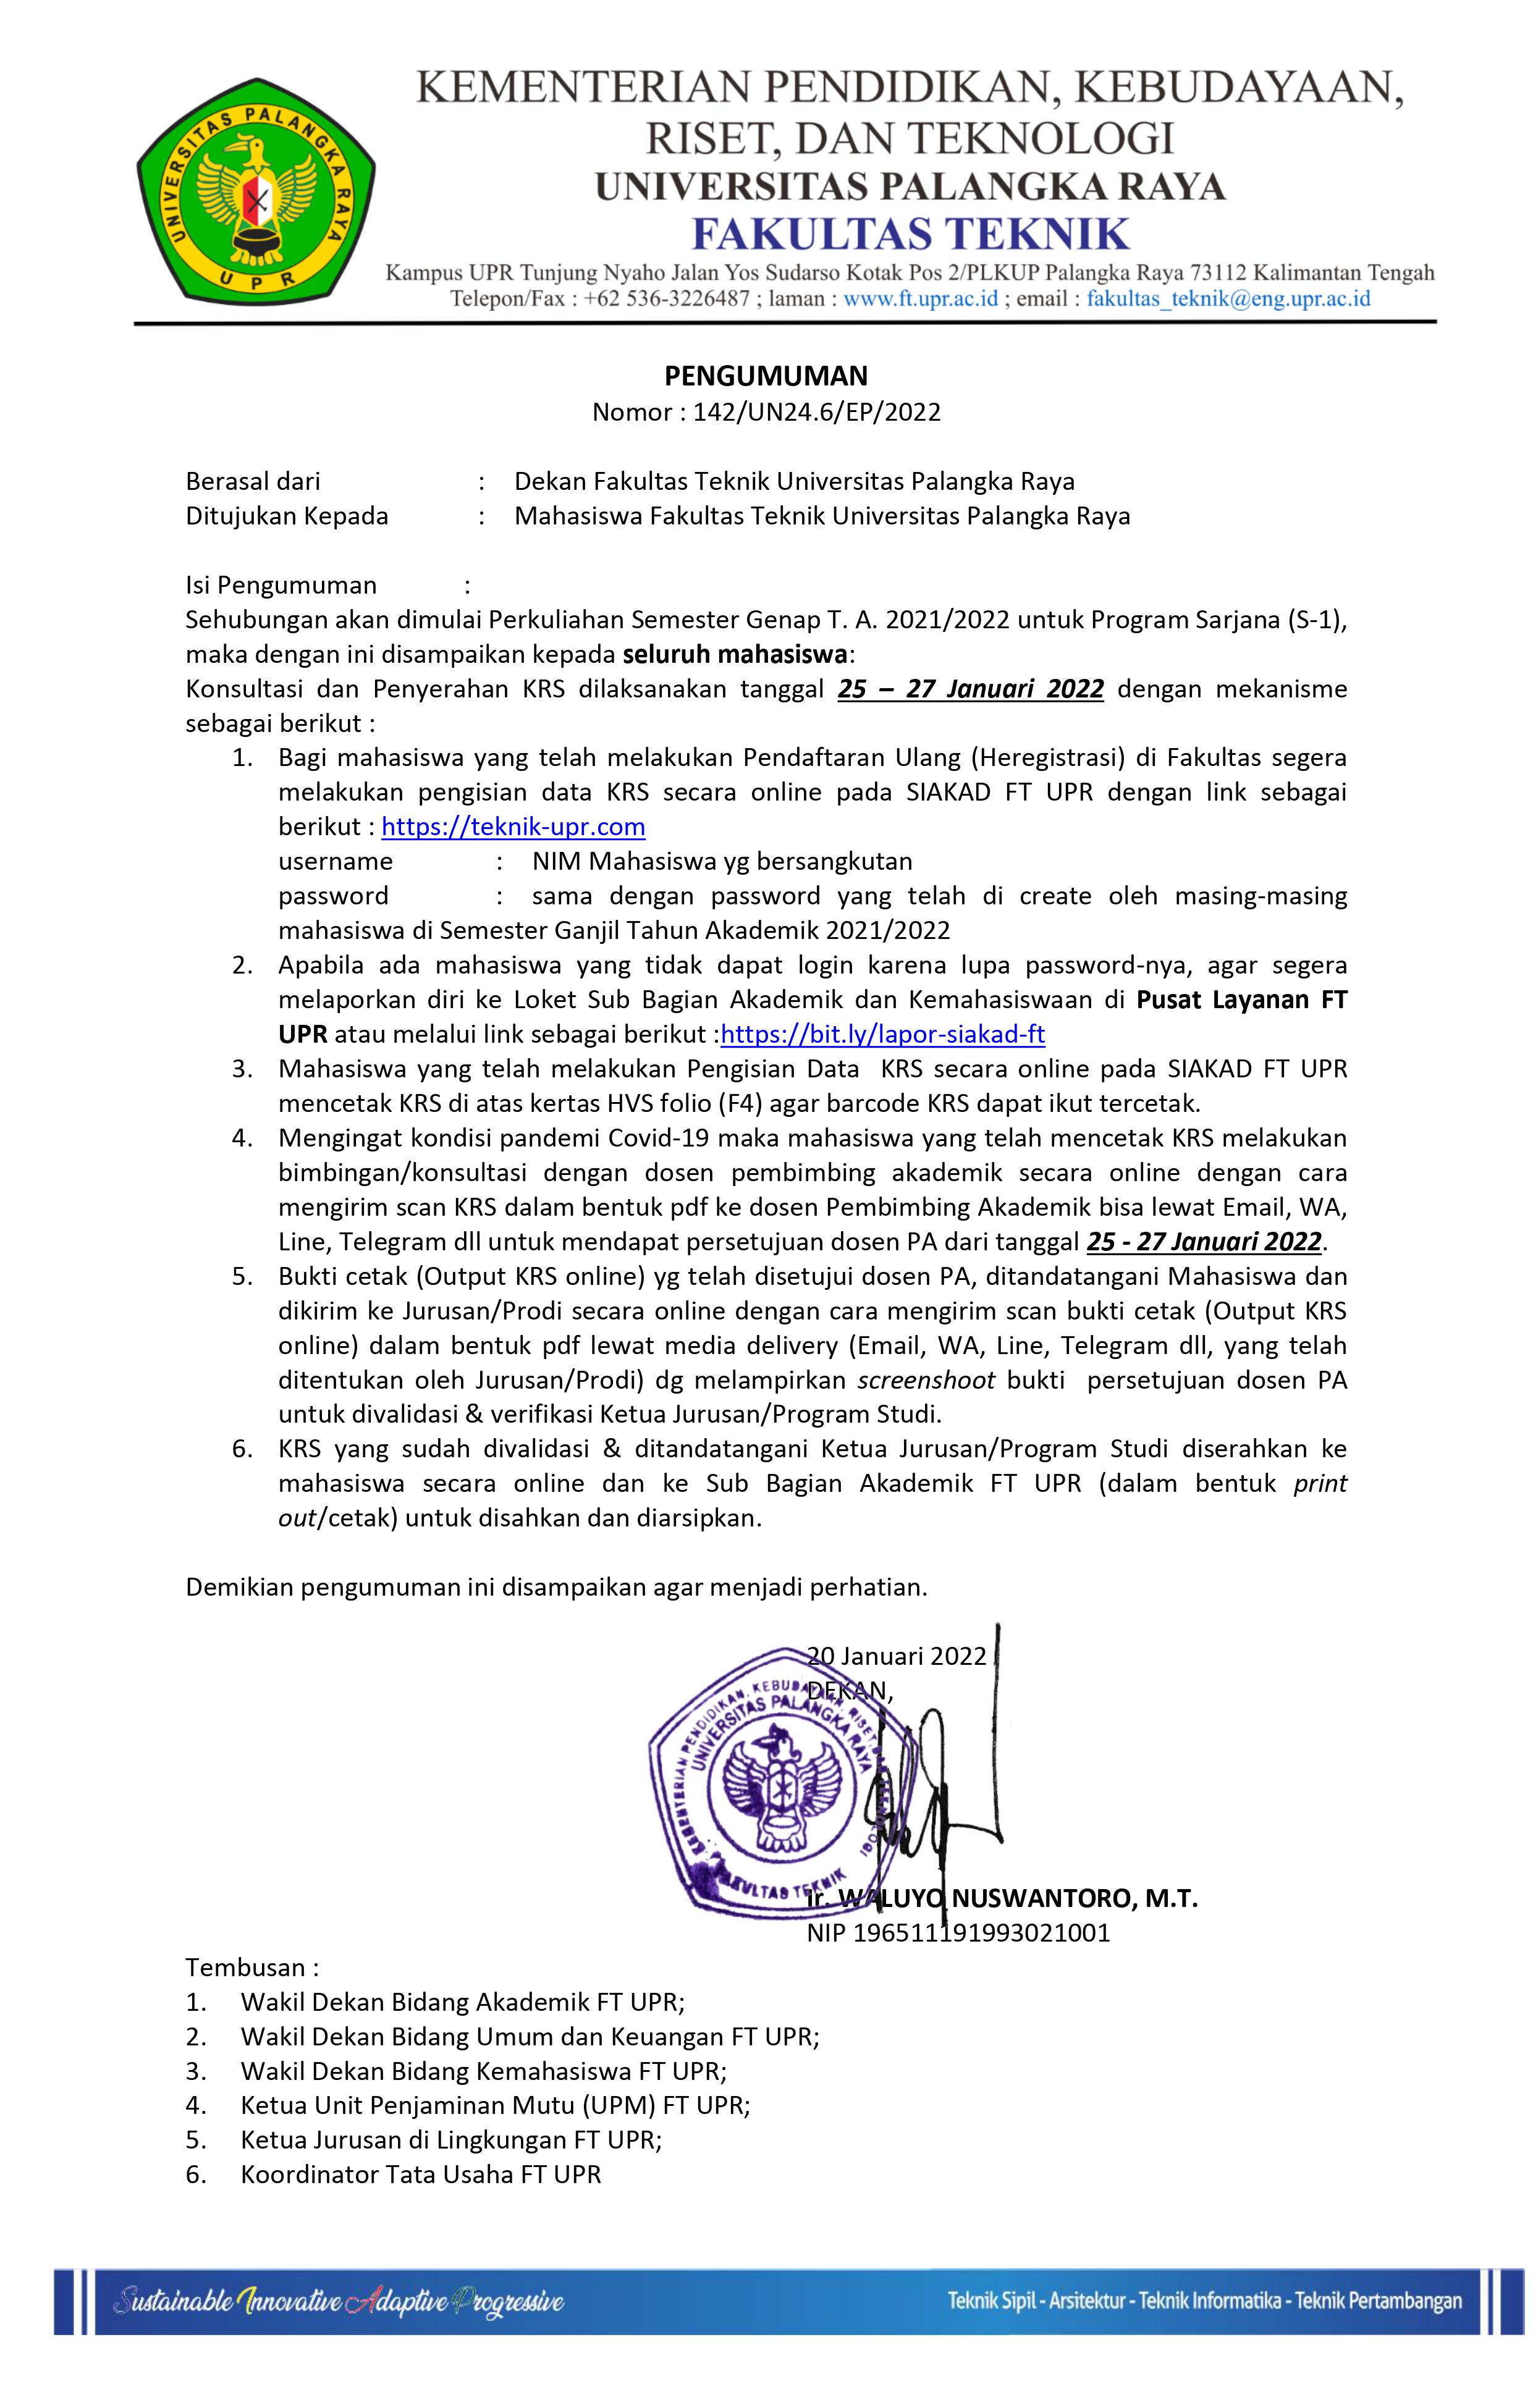 UNIVERSITAS PALANGKA RAYA
UPR
KEMENTERIAN PENDIDIKAN, KEBUDAYAAN,
RISET, DAN TEKNOLOGI
UNIVERSITAS PALANGKA RAYA
FAKULTAS TEKNIK
Kampus UPR Tunjung Nyaho Jalan Yos Sudarso Kotak Pos 2/PLKUP Palangka Raya 73112 Kalimantan Tengah
Telepon/Fax : +62 536-3226487 ; laman : www.ft.upr.ac.id ; email : fakultas_teknik@eng.upr.ac.id
PENGUMUMAN
Nomor : 142/UN24.6/EP/2022
Berasal dari : Dekan Fakultas Teknik Universitas Palangka Raya
Ditujukan Kepada : Mahasiswa Fakultas Teknik Universitas Palangka Raya
Isi Pengumuman :
Sehubungan akan dimulai Perkuliahan Semester Genap T. A. 2021/2022 untuk Program Sarjana (S-1),
maka dengan ini disampaikan kepada seluruh mahasiswa:
Konsultasi dan Penyerahan KRS dilaksanakan tanggal 25 – 27 Januari 2022 dengan mekanisme
sebagai berikut :
1. Bagi mahasiswa yang telah melakukan Pendaftaran Ulang (Heregistrasi) di Fakultas segera
melakukan pengisian data KRS secara online pada SIAKAD FT UPR dengan link sebagai
berikut : https://teknik-upr.com
username : NIM Mahasiswa yg bersangkutan
password : sama dengan password yang telah di create oleh masing-masing
mahasiswa di Semester Ganjil Tahun Akademik 2021/2022
2. Apabila ada mahasiswa yang tidak dapat login karena lupa password-nya, agar segera
melaporkan diri ke Loket Sub Bagian Akademik dan Kemahasiswaan di Pusat Layanan FT
UPR atau melalui link sebagai berikut :https://bit.ly/lapor-siakad-ft
3. Mahasiswa yang telah melakukan Pengisian Data KRS secara online pada SIAKAD FT UPR
mencetak KRS di atas kertas HVS folio (F4) agar barcode KRS dapat ikut tercetak.
4. Mengingat kondisi pandemi Covid-19 maka mahasiswa yang telah mencetak KRS melakukan
bimbingan/konsultasi dengan dosen pembimbing akademik secara online dengan cara
mengirim scan KRS dalam bentuk pdf ke dosen Pembimbing Akademik bisa lewat Email, WA,
Line, Telegram dll untuk mendapat persetujuan dosen PA dari tanggal 25 - 27 Januari 2022.
5. Bukti cetak (Output KRS online) yg telah disetujui dosen PA, ditandatangani Mahasiswa dan
dikirim ke Jurusan/Prodi secara online dengan cara mengirim scan bukti cetak (Output KRS
online) dalam bentuk pdf lewat media delivery (Email, WA, Line, Telegram dll, yang telah
ditentukan oleh Jurusan/Prodi) dg melampirkan screenshoot bukti persetujuan dosen PA
untuk divalidasi & verifikasi Ketua Jurusan/Program Studi.
6. KRS yang sudah divalidasi & ditandatangani Ketua Jurusan/Program Studi diserahkan ke
mahasiswa secara online dan ke Sub Bagian Akademik FT UPR (dalam bentuk print
out/cetak) untuk disahkan dan diarsipkan.
Demikian pengumuman ini disampaikan agar menjadi perhatian.
20 Januari 2022
DEKAN,
KEMENTERIAN PENDIDIKAN, KEBUDAYAAN, RISET, DAN TEKNOLOGI
UNIVERSITAS PALANGKA RAYA
FAKULTAS TEKNIK
Ir. WALUYO NUSWANTORO, M.T.
NIP 196511191993021001
Tembusan :
1. Wakil Dekan Bidang Akademik FT UPR;
2. Wakil Dekan Bidang Umum dan Keuangan FT UPR;
3. Wakil Dekan Bidang Kemahasiswa FT UPR;
4. Ketua Unit Penjaminan Mutu (UPM) FT UPR;
5. Ketua Jurusan di Lingkungan FT UPR;
6. Koordinator Tata Usaha FT UPR
Sustainable Innovative Adaptive Progressive
Teknik Sipil - Arsitektur - Teknik Informatika - Teknik Pertambangan